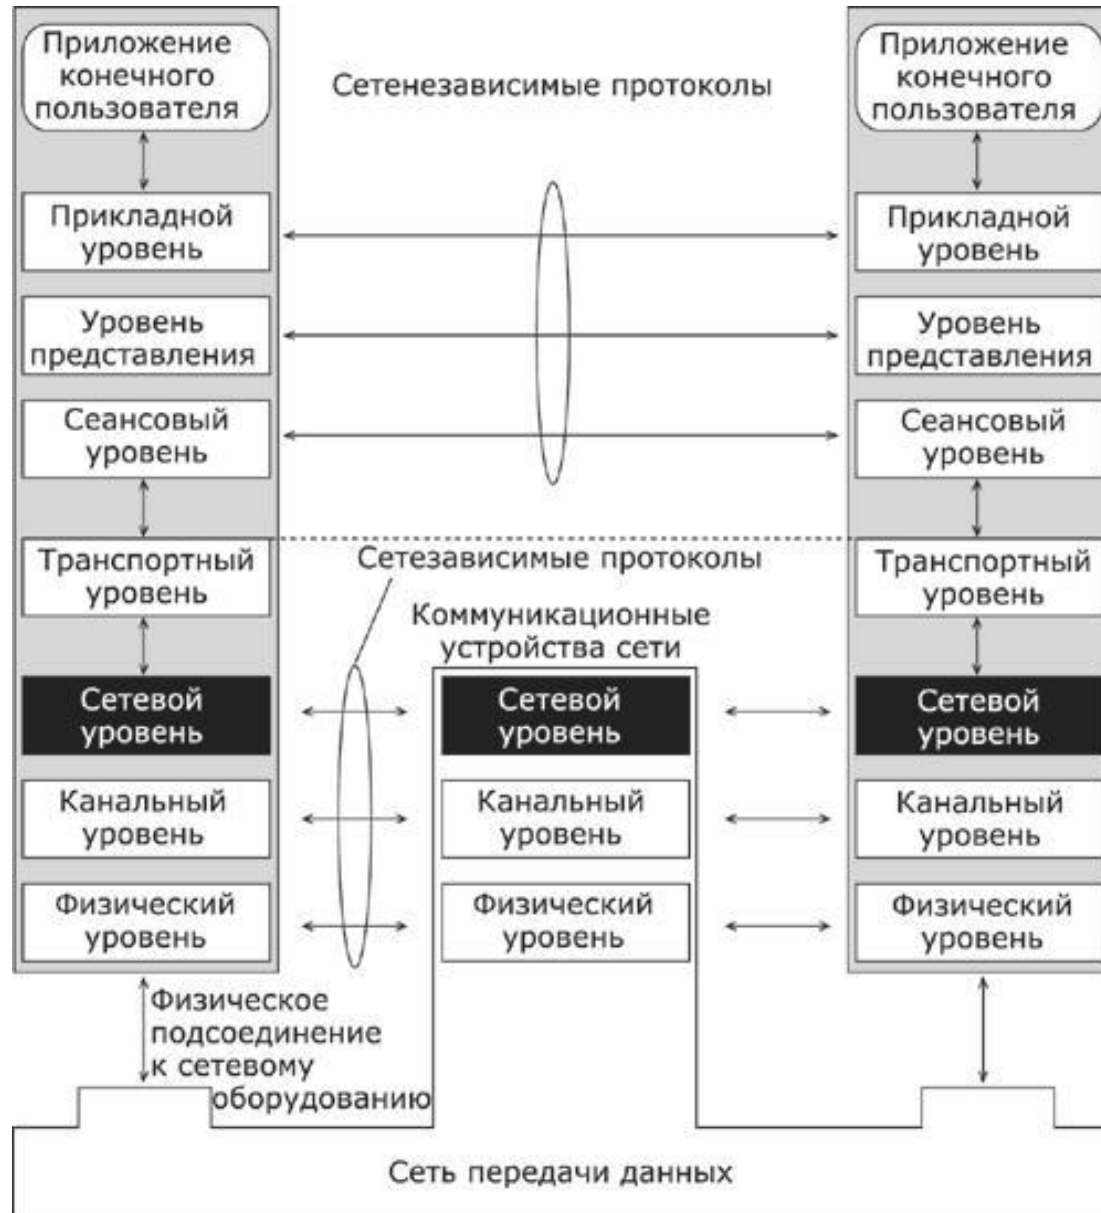 Приложение
конечного
пользователя
Сетенезависимые протоколы
Приложение
конечного
пользователя
Прикладной
уровень
Прикладной
уровень
Уровень
представления
Уровень
представления
Сеансовый
уровень
Сеансовый
уровень
Транспортный
уровень
Сетезависимые протоколы
Транспортный
уровень
Коммуникационные
устройства сети
Сетевой
уровень
Сетевой
уровень
Сетевой
уровень
Канальный
уровень
Канальный
уровень
Канальный
уровень
Физический
уровень
Физический
уровень
Физический
уровень
Физическое
подсоединение
к сетевому
оборудованию
Сеть передачи данных